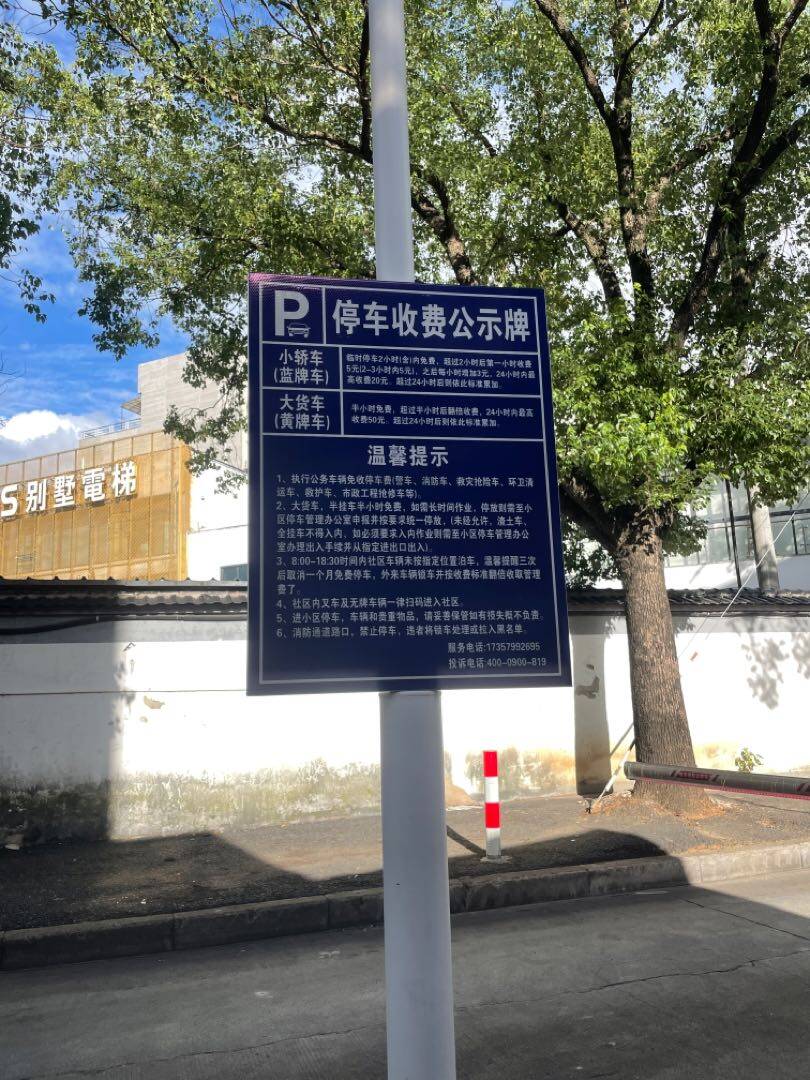 P 停车收费公示牌
小轿车
(蓝牌车)
临时停车2小时(含)内免费，超过2小时后第一小时收费
5元(2-3小时内5元)，之后每小时增加3元，24小时内最
高收费20元。超过24小时后则依此标准累加。
大货车
(黄牌车)
半小时免费，超过半小时后翻倍收费，24小时内最高
收费50元。超过24小时后则依此标准累加。
温馨提示
1、执行公务车辆免收停车费(警车、消防车、救灾抢险车、环卫清
运车、救护车、市政工程抢修车等)。
2、大货车，半挂车半小时免费，如需长时间作业，停放则需至小
区停车管理办公室申报并按要求统一停放，(未经允许，渣土车、
全挂车不得入内，如必须要求入内作业则需至小区停车管理办公
室办理出入手续并从指定进出口出入)。
3、8:00-18:30时间内社区车辆未按指定位置泊车，温馨提醒三次
后取消一个月免费停车，外来车辆锁车并按收费标准翻倍收取管理
费了。
4、社区内叉车及无牌车辆一律扫码进入社区。
5、进小区停车，车辆和贵重物品，请妥善保管如有损失概不负责。
6、消防通道路口，禁止停车，违者将锁车处理或拉入黑名单。
服务电话:17357992695
投诉电话:400-0900-819
S别墅電梯